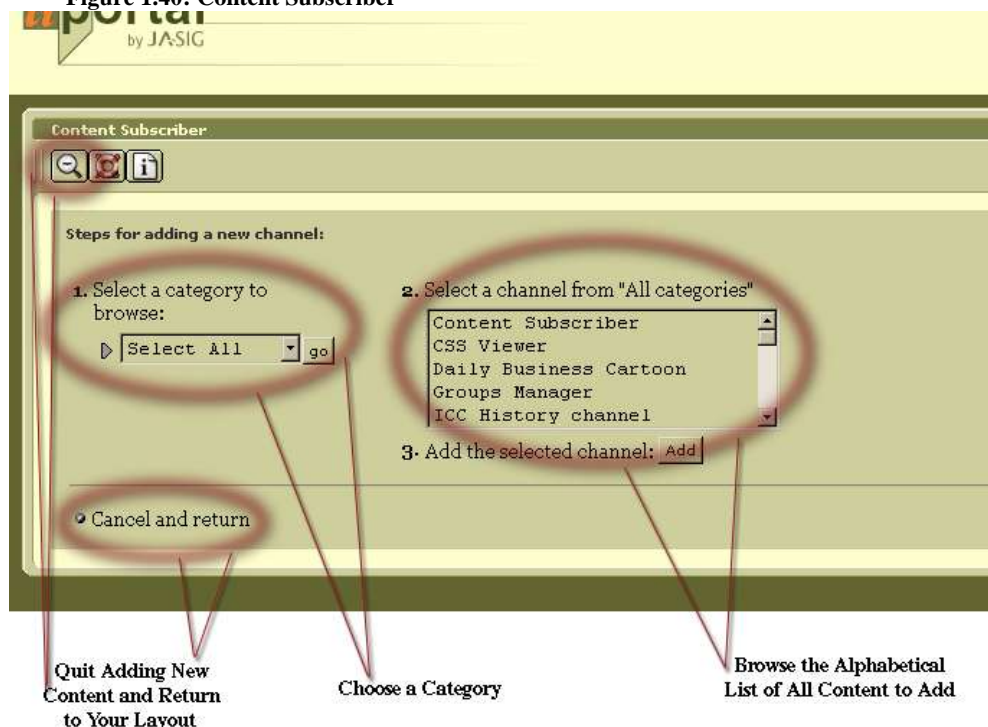 Figure 1.40: Content Subscriber
uportal
by JA-SIG
Content Subscriber
Steps for adding a new channel:
1. Select a category to
browse:
Select All go
2. Select a channel from "All categories"
Content Subscriber
CSS Viewer
Daily Business Cartoon
Groups Manager
ICC History channel
3. Add the selected channel: Add
Cancel and return
Quit Adding New
Content and Return
to Your Layout
Choose a Category
Browse the Alphabetical
List of All Content to Add